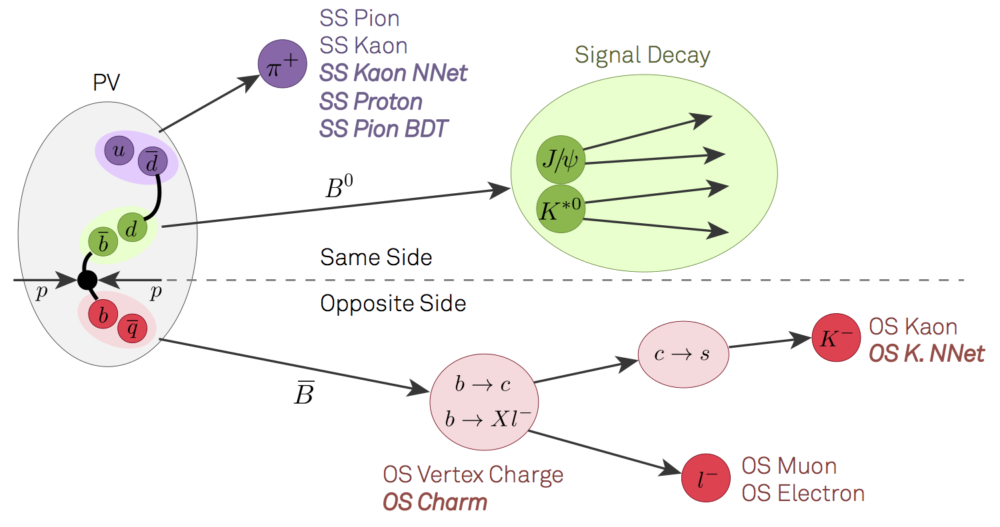 SS Pion
SS Kaon
SS Kaon NNet
SS Proton
SS Pion BDT
π⁺
Signal Decay
PV
u
d̅
J/ψ
B⁰
K*⁰
d
b̅
Same Side
p
p
Opposite Side
b
q̅
K⁻
OS Kaon
OS K. NNet
c → s
B̅
b → c
b → Xl⁻
OS Vertex Charge
OS Charm
l⁻
OS Muon
OS Electron